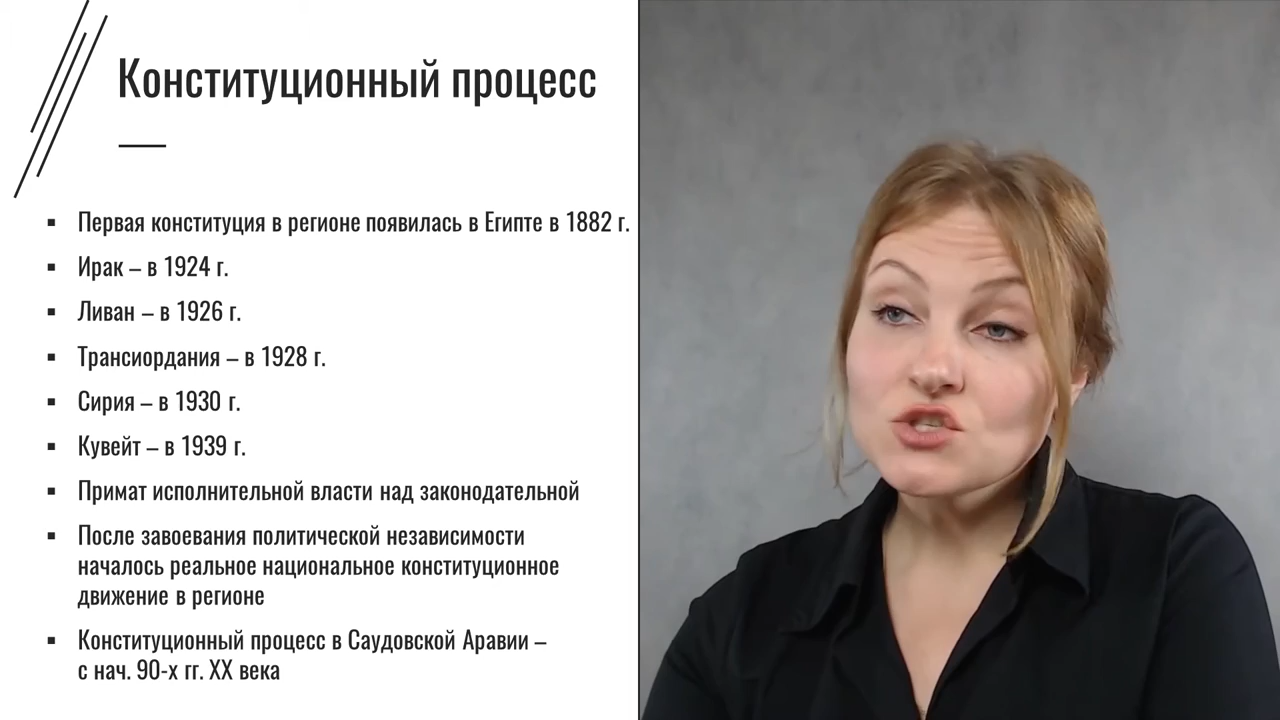 Конституционный процесс
▪ Первая конституция в регионе появилась в Египте в 1882 г.
▪ Ирак – в 1924 г.
▪ Ливан – в 1926 г.
▪ Трансиордания – в 1928 г.
▪ Сирия – в 1930 г.
▪ Кувейт – в 1939 г.
▪ Примат исполнительной власти над законодательной
▪ После завоевания политической независимости
началось реальное национальное конституционное
движение в регионе
▪ Конституционный процесс в Саудовской Аравии –
с нач. 90-х гг. XX века